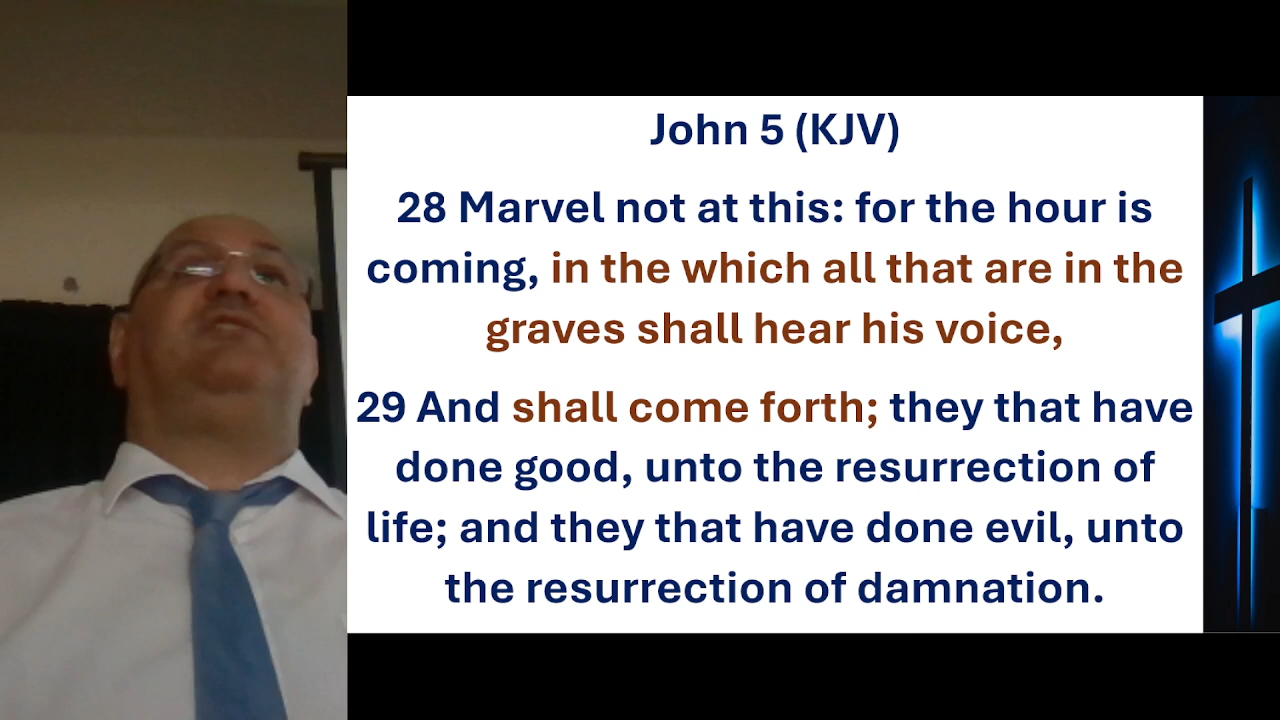 John 5 (KJV)
28 Marvel not at this: for the hour is
coming, in the which all that are in the
graves shall hear his voice,
29 And shall come forth; they that have
done good, unto the resurrection of
life; and they that have done evil, unto
the resurrection of damnation.